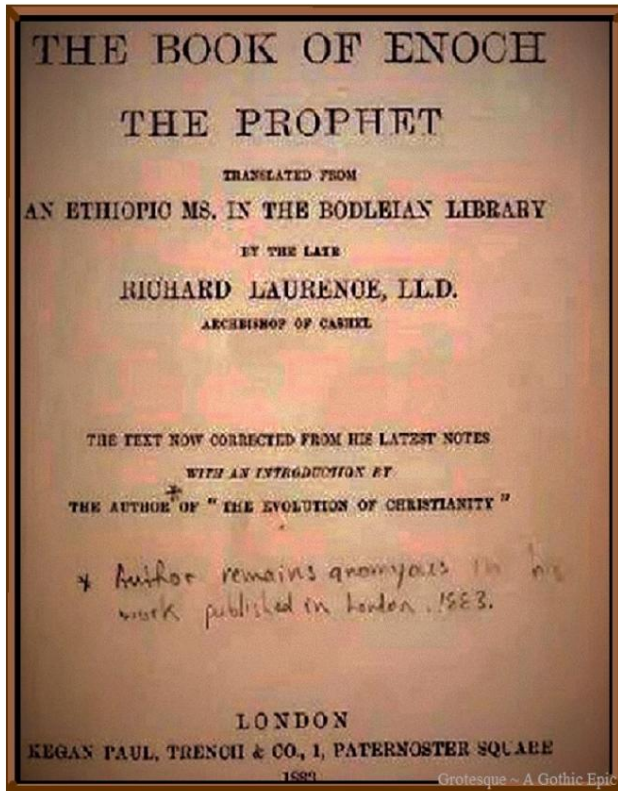 THE BOOK OF ENOCH
THE PROPHET
TRANSLATED FROM
AN ETHIOPIC MS. IN THE BODLEIAN LIBRARY
BY THE LATE
RICHARD LAURENCE, LL.D.
ARCHBISHOP OF CASHEL
THE TEXT NOW CORRECTED FROM HIS LATEST NOTES
WITH AN INTRODUCTION BY
THE AUTHOR * OF "THE EVOLUTION OF CHRISTIANITY"
* Author remains anomyous in his
work published in London. 1883.
LONDON
KEGAN PAUL, TRENCH & CO., 1, PATERNOSTER SQUARE
Grotesque ~ A Gothic Epic